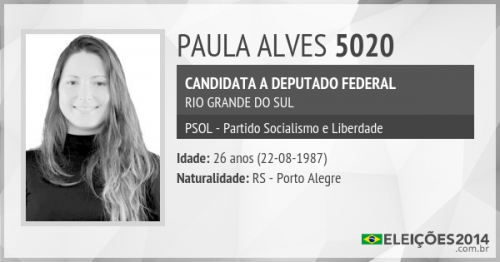 PAULA ALVES 5020
CANDIDATA A DEPUTADO FEDERAL
RIO GRANDE DO SUL
PSOL - Partido Socialismo e Liberdade
Idade: 26 anos (22-08-1987)
Naturalidade: RS - Porto Alegre
ELEIÇÕES2014
.com.br